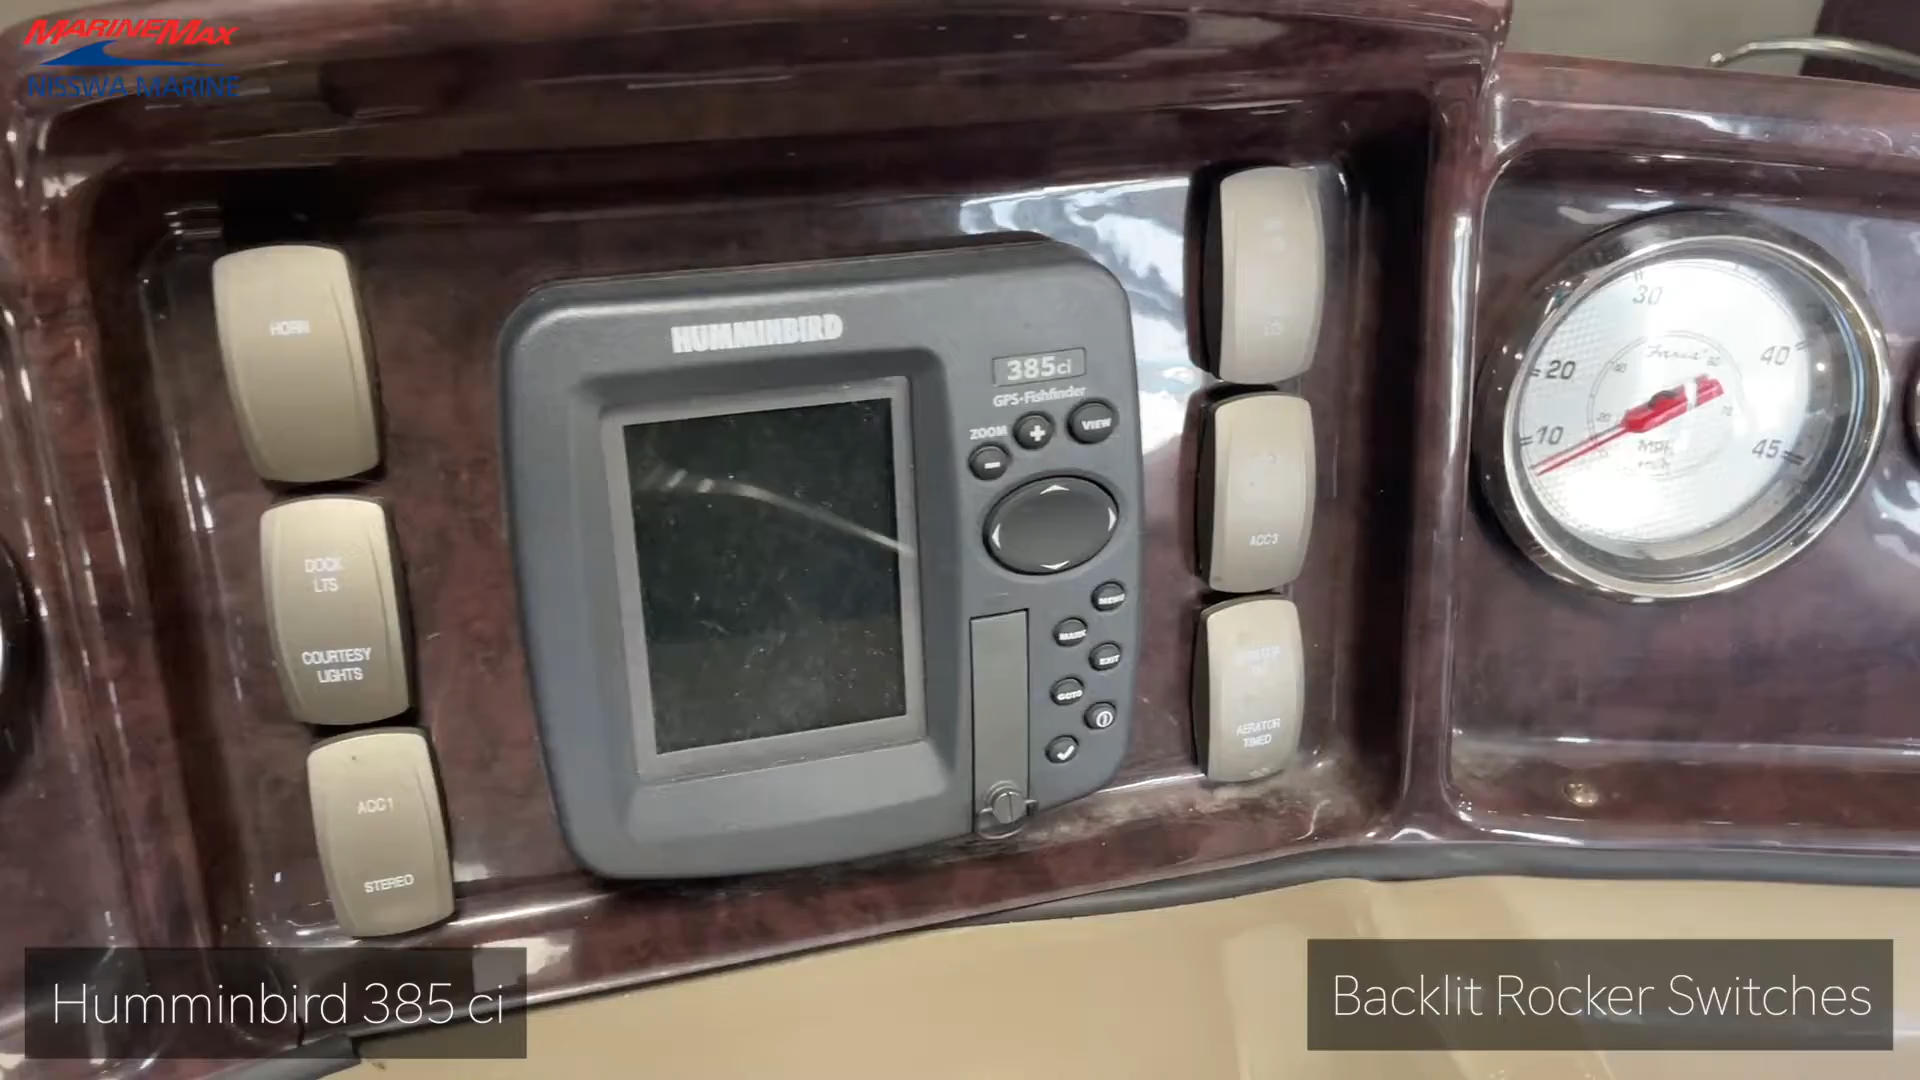 MARINEMAX
NISSWA MARINE
HORN
DOCK
LTS
COURTESY
LIGHTS
ACC1
STEREO
HUMMINBIRD
385ci
GPS-Fishfinder
ZOOM
VIEW
MENU
MARK
EXIT
GOTO
ACC3
AERATOR
TIMED
30
20
40
10
45
MPH
Humminbird 385 ci
Backlit Rocker Switches